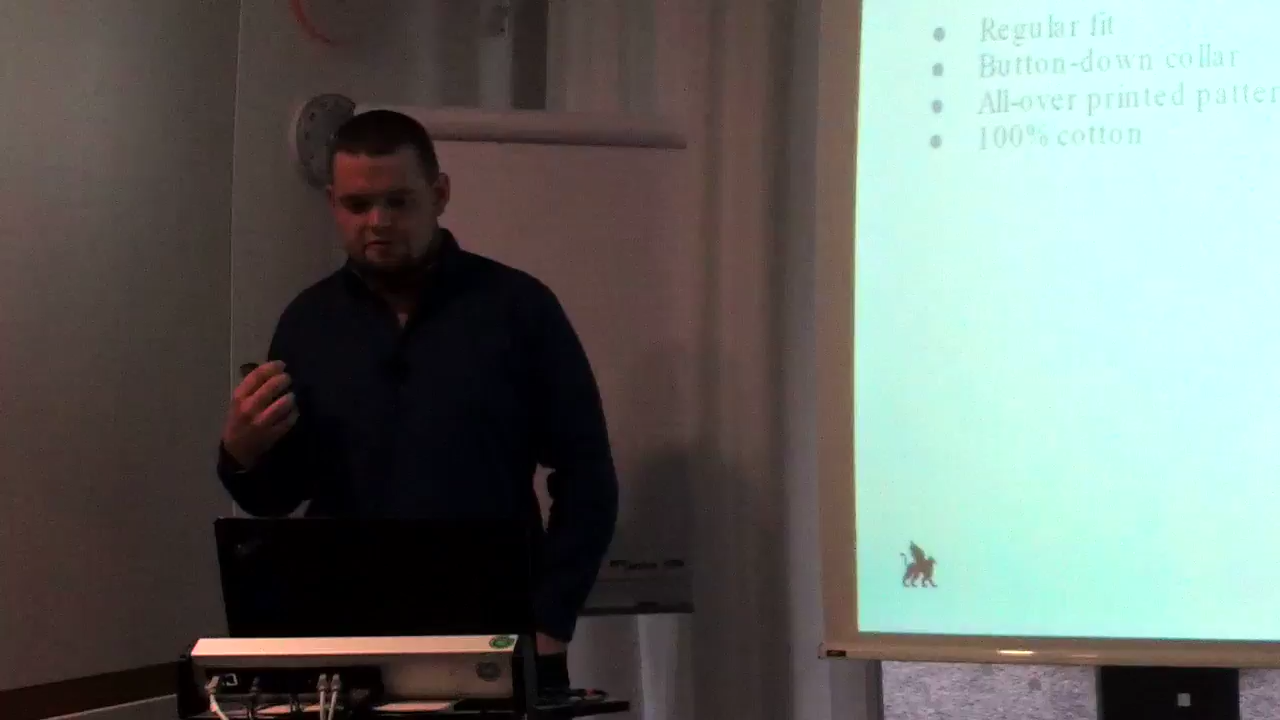 Regular fit
Button-down collar
All-over printed patter
100% cotton